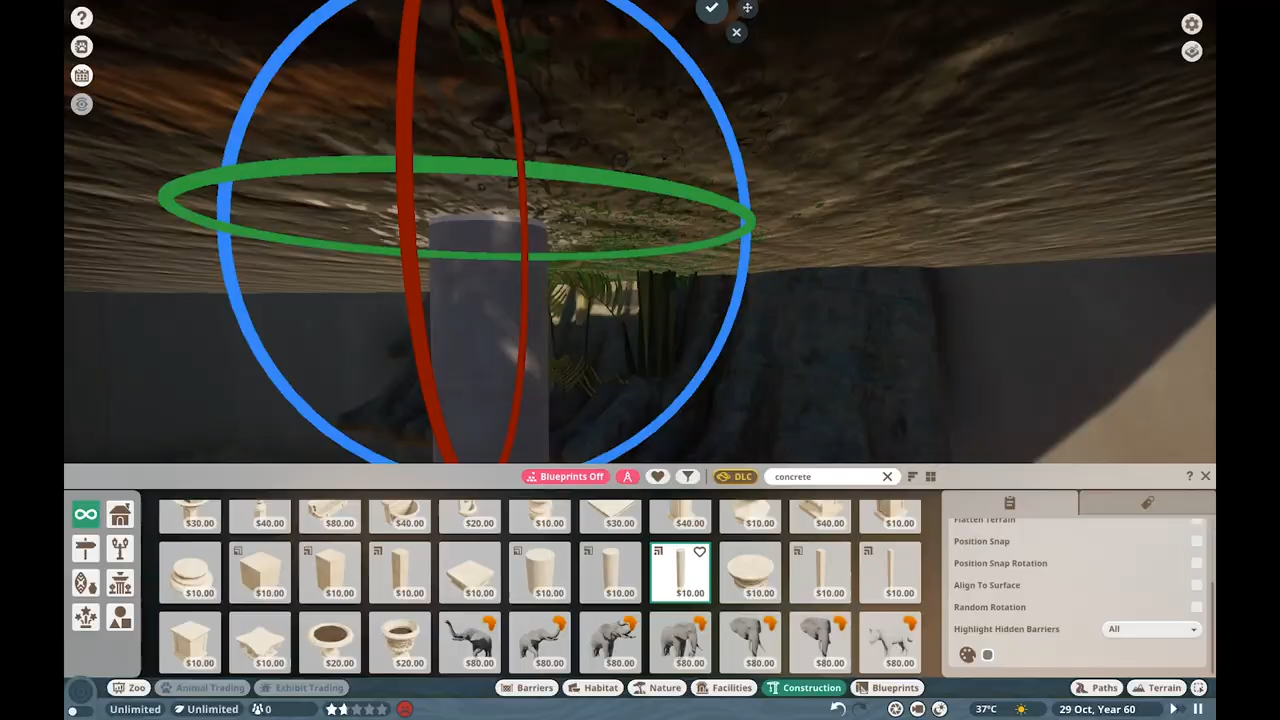 ?
Blueprints Off
DLC
concrete
?
$30.00 $40.00 $80.00 $40.00 $20.00 $10.00 $30.00 $40.00 $10.00 $40.00 $10.00
Flatten Terrain
Position Snap
Position Snap Rotation
$10.00 $10.00 $10.00 $10.00 $10.00 $10.00 $10.00 $10.00 $10.00 $10.00 $10.00
Align To Surface
Random Rotation
Highlight Hidden Barriers All
$10.00 $10.00 $20.00 $20.00 $80.00 $80.00 $80.00 $80.00 $80.00 $80.00 $80.00
Zoo Animal Trading Exhibit Trading Barriers Habitat Nature Facilities Construction Blueprints Paths Terrain
Unlimited Unlimited 0 37°C 29 Oct, Year 60